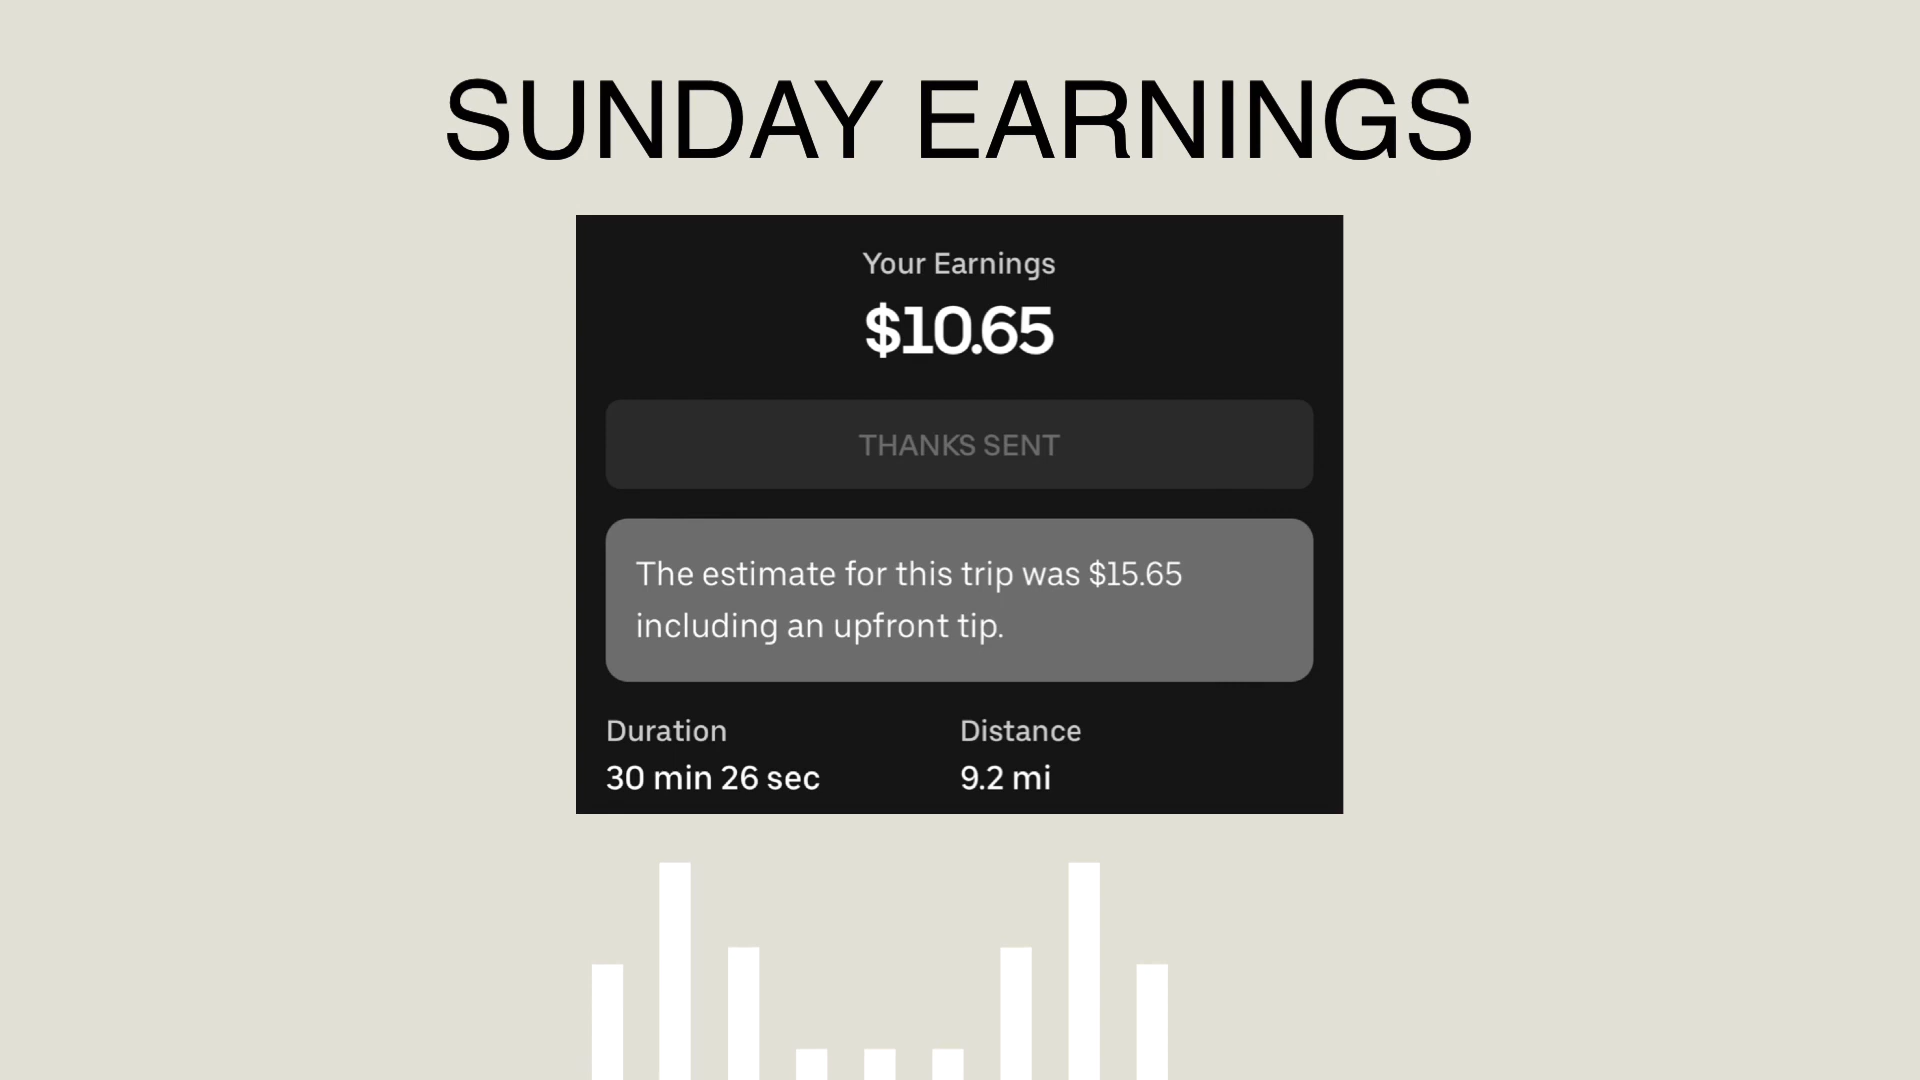 SUNDAY EARNINGS
Your Earnings
$10.65
THANKS SENT
The estimate for this trip was $15.65
including an upfront tip.
Duration
Distance
30 min 26 sec
9.2 mi